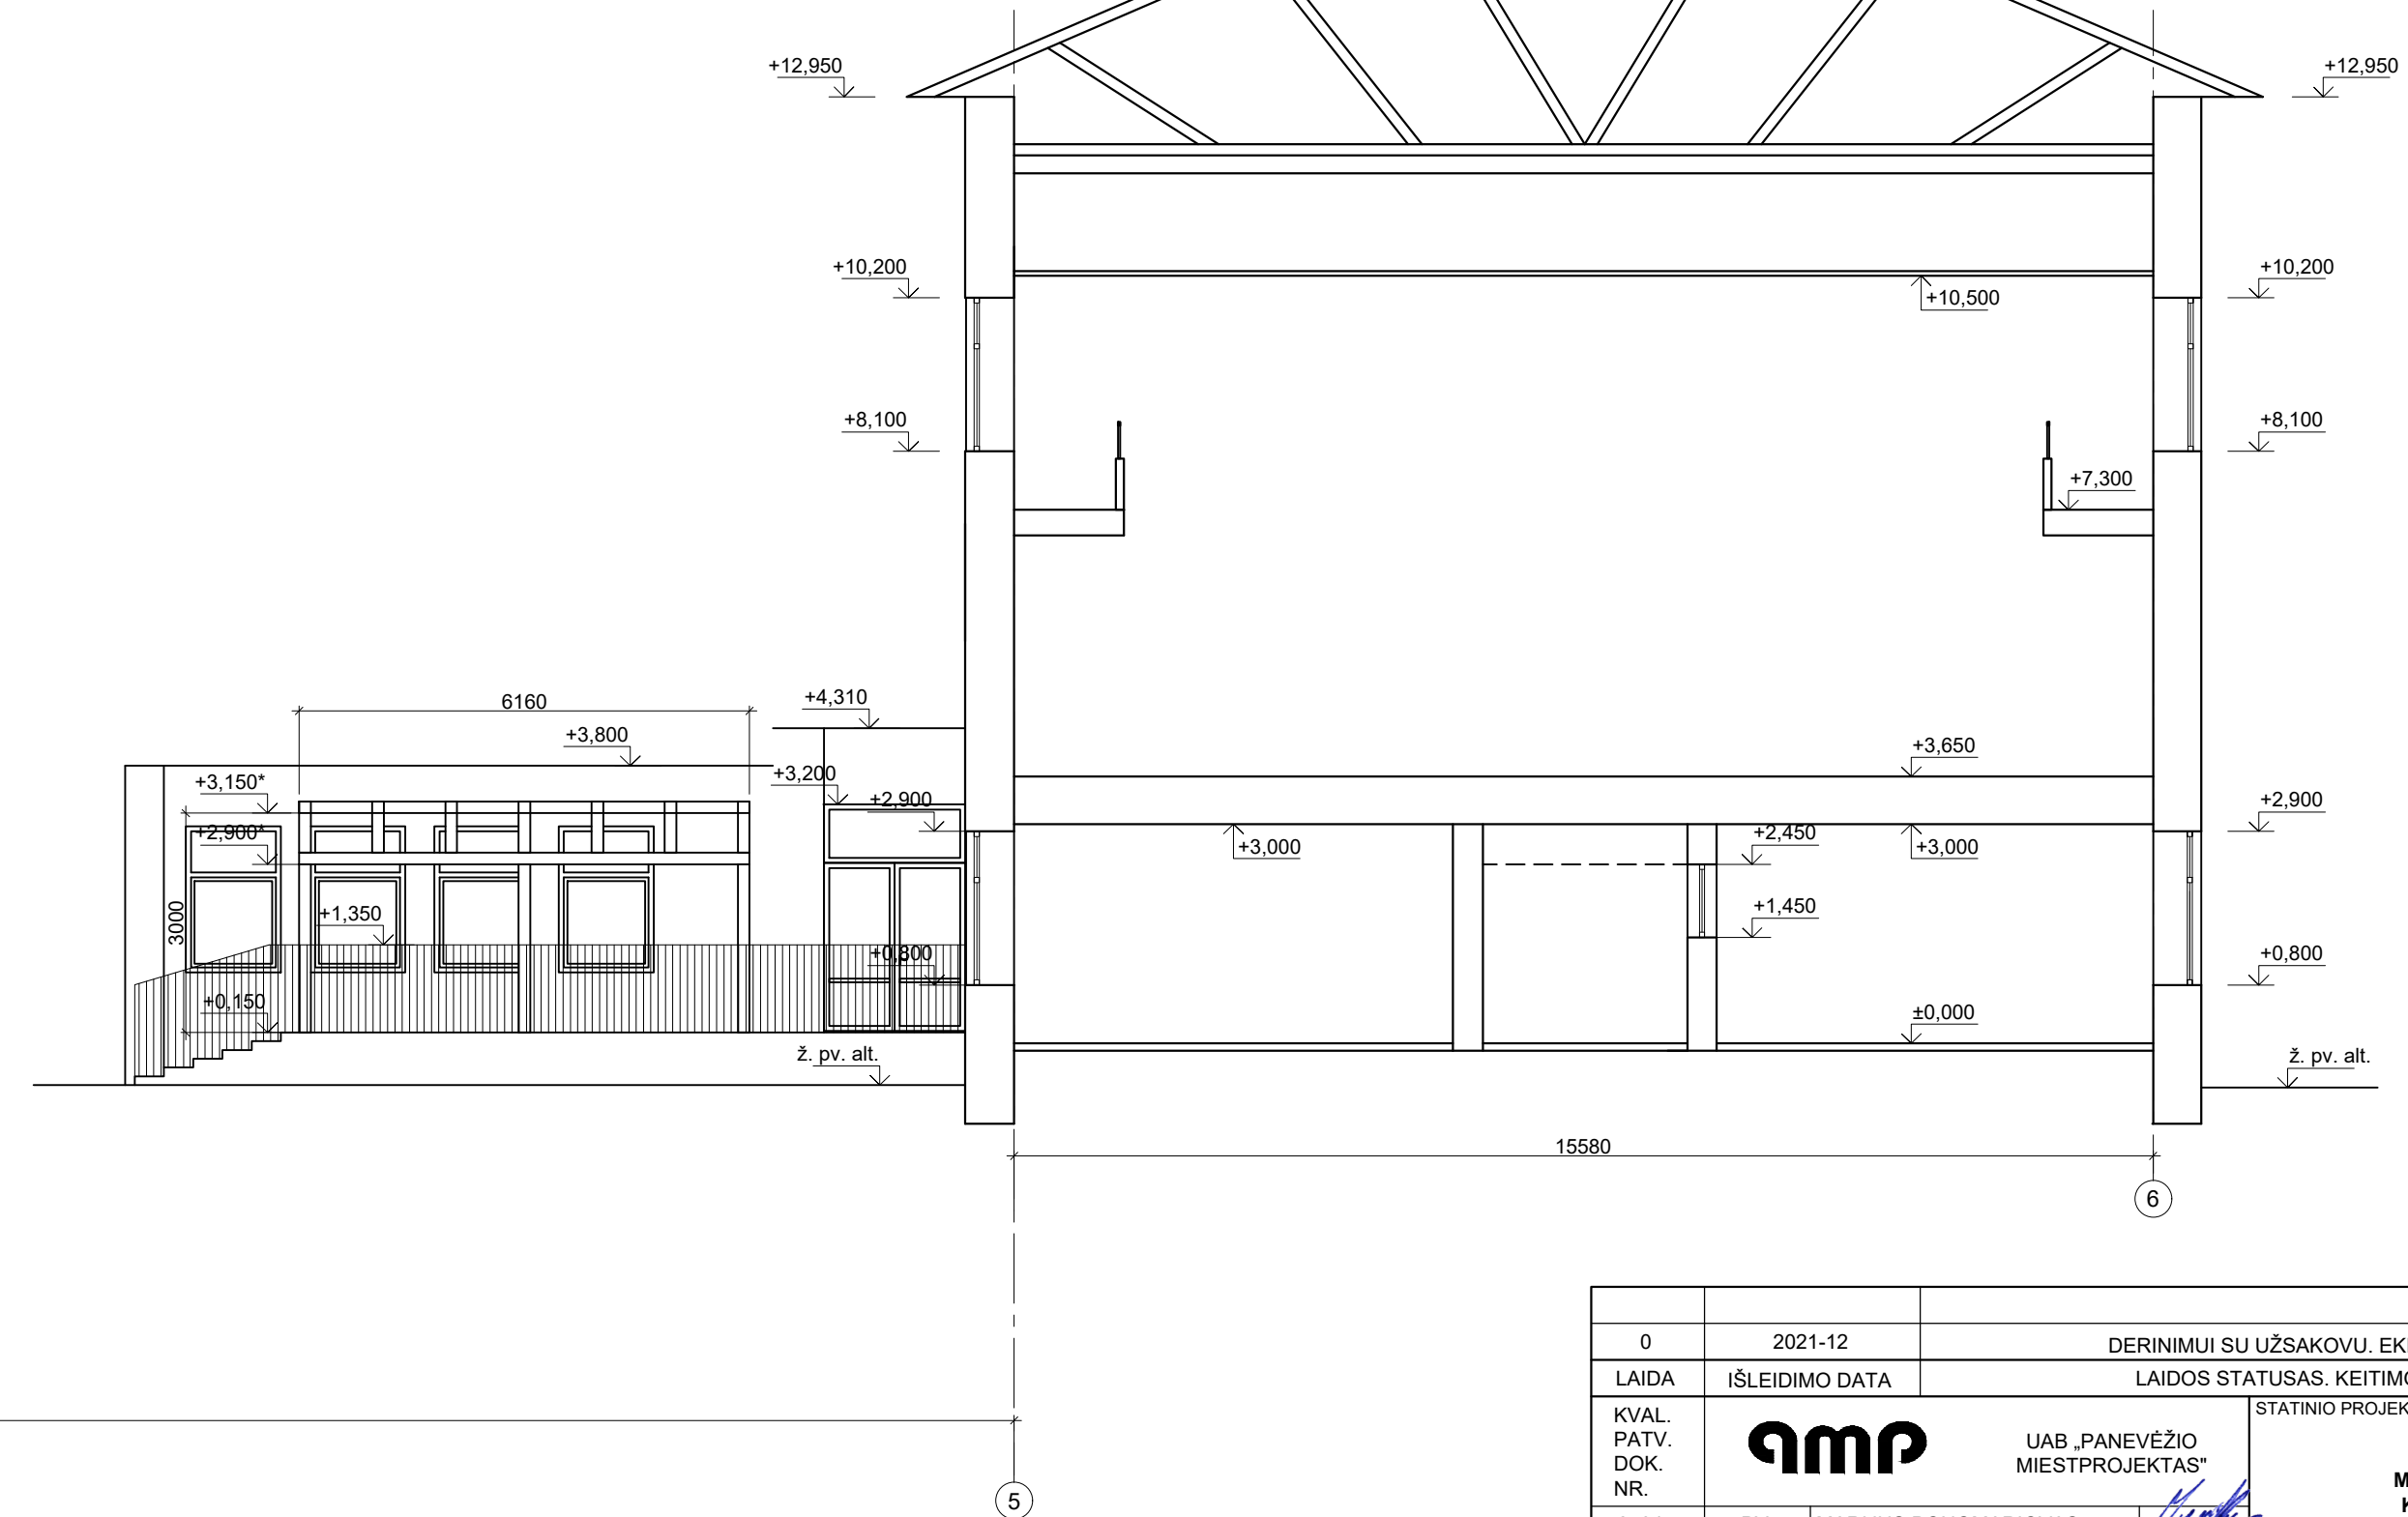 +12,950
+12,950
+10,200
+10,200
+10,500
+8,100
+8,100
+7,300
6160
+4,310
+3,800
+3,650
+3,150*
+3,200
+2,900
+2,900
+2,900*
+3,000
+2,450
+3,000
3000
+1,350
+1,450
+0,800
+0,800
+0,150
±0,000
ž. pv. alt.
ž. pv. alt.
15580
6
0
2021-12
DERINIMUI SU UŽSAKOVU.
LAIDA
IŠLEIDIMO DATA
LAIDOS STATUSAS.
KVAL.
PATV.
DOK.
NR.
qmp
UAB „PANEVĖŽIO
MIESTPROJEKTAS"
STATINIO
5